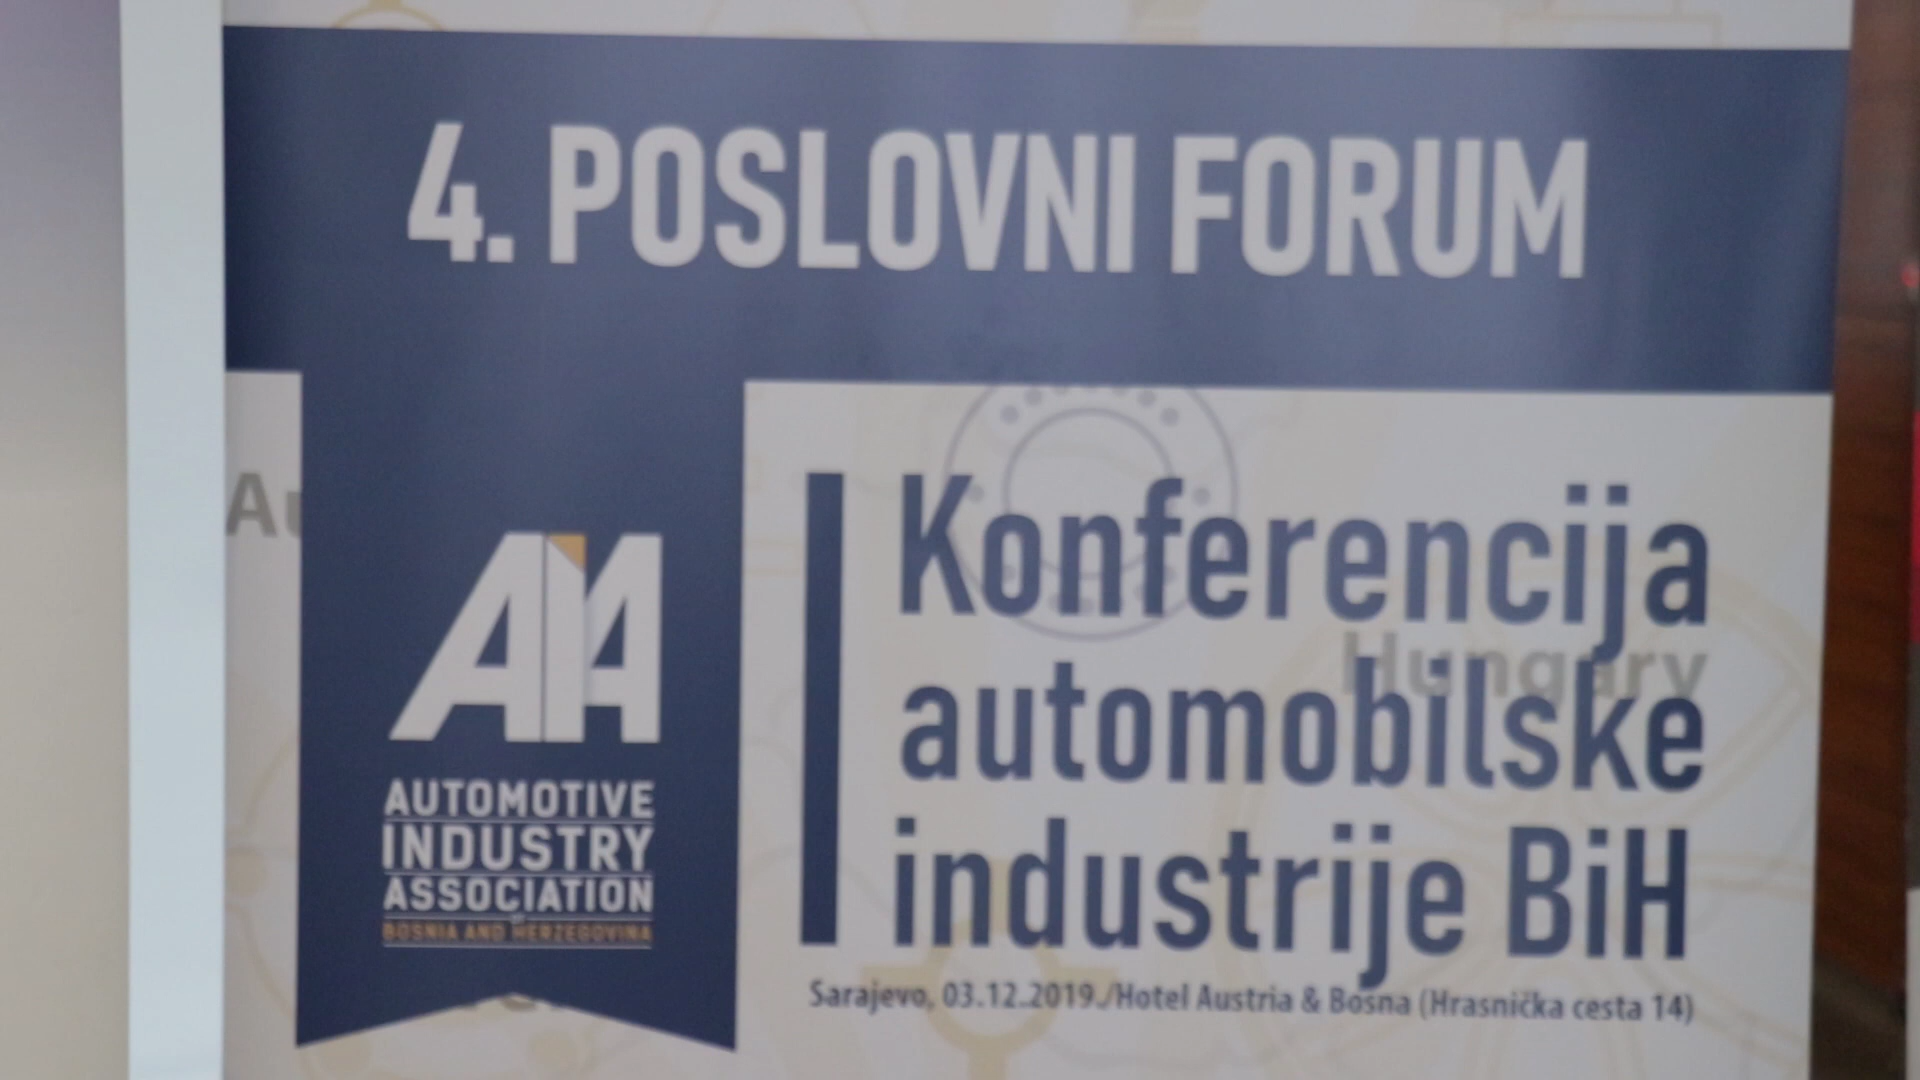 4. POSLOVNI FORUM
Konferencija
automobilske
industrije BiH
Sarajevo, 03.12.2019./Hotel Austria & Bosna (Hrasnička cesta 14)
AIA
AUTOMOTIVE
INDUSTRY
ASSOCIATION
BOSNIA AND HERZEGOVINA
Hungary